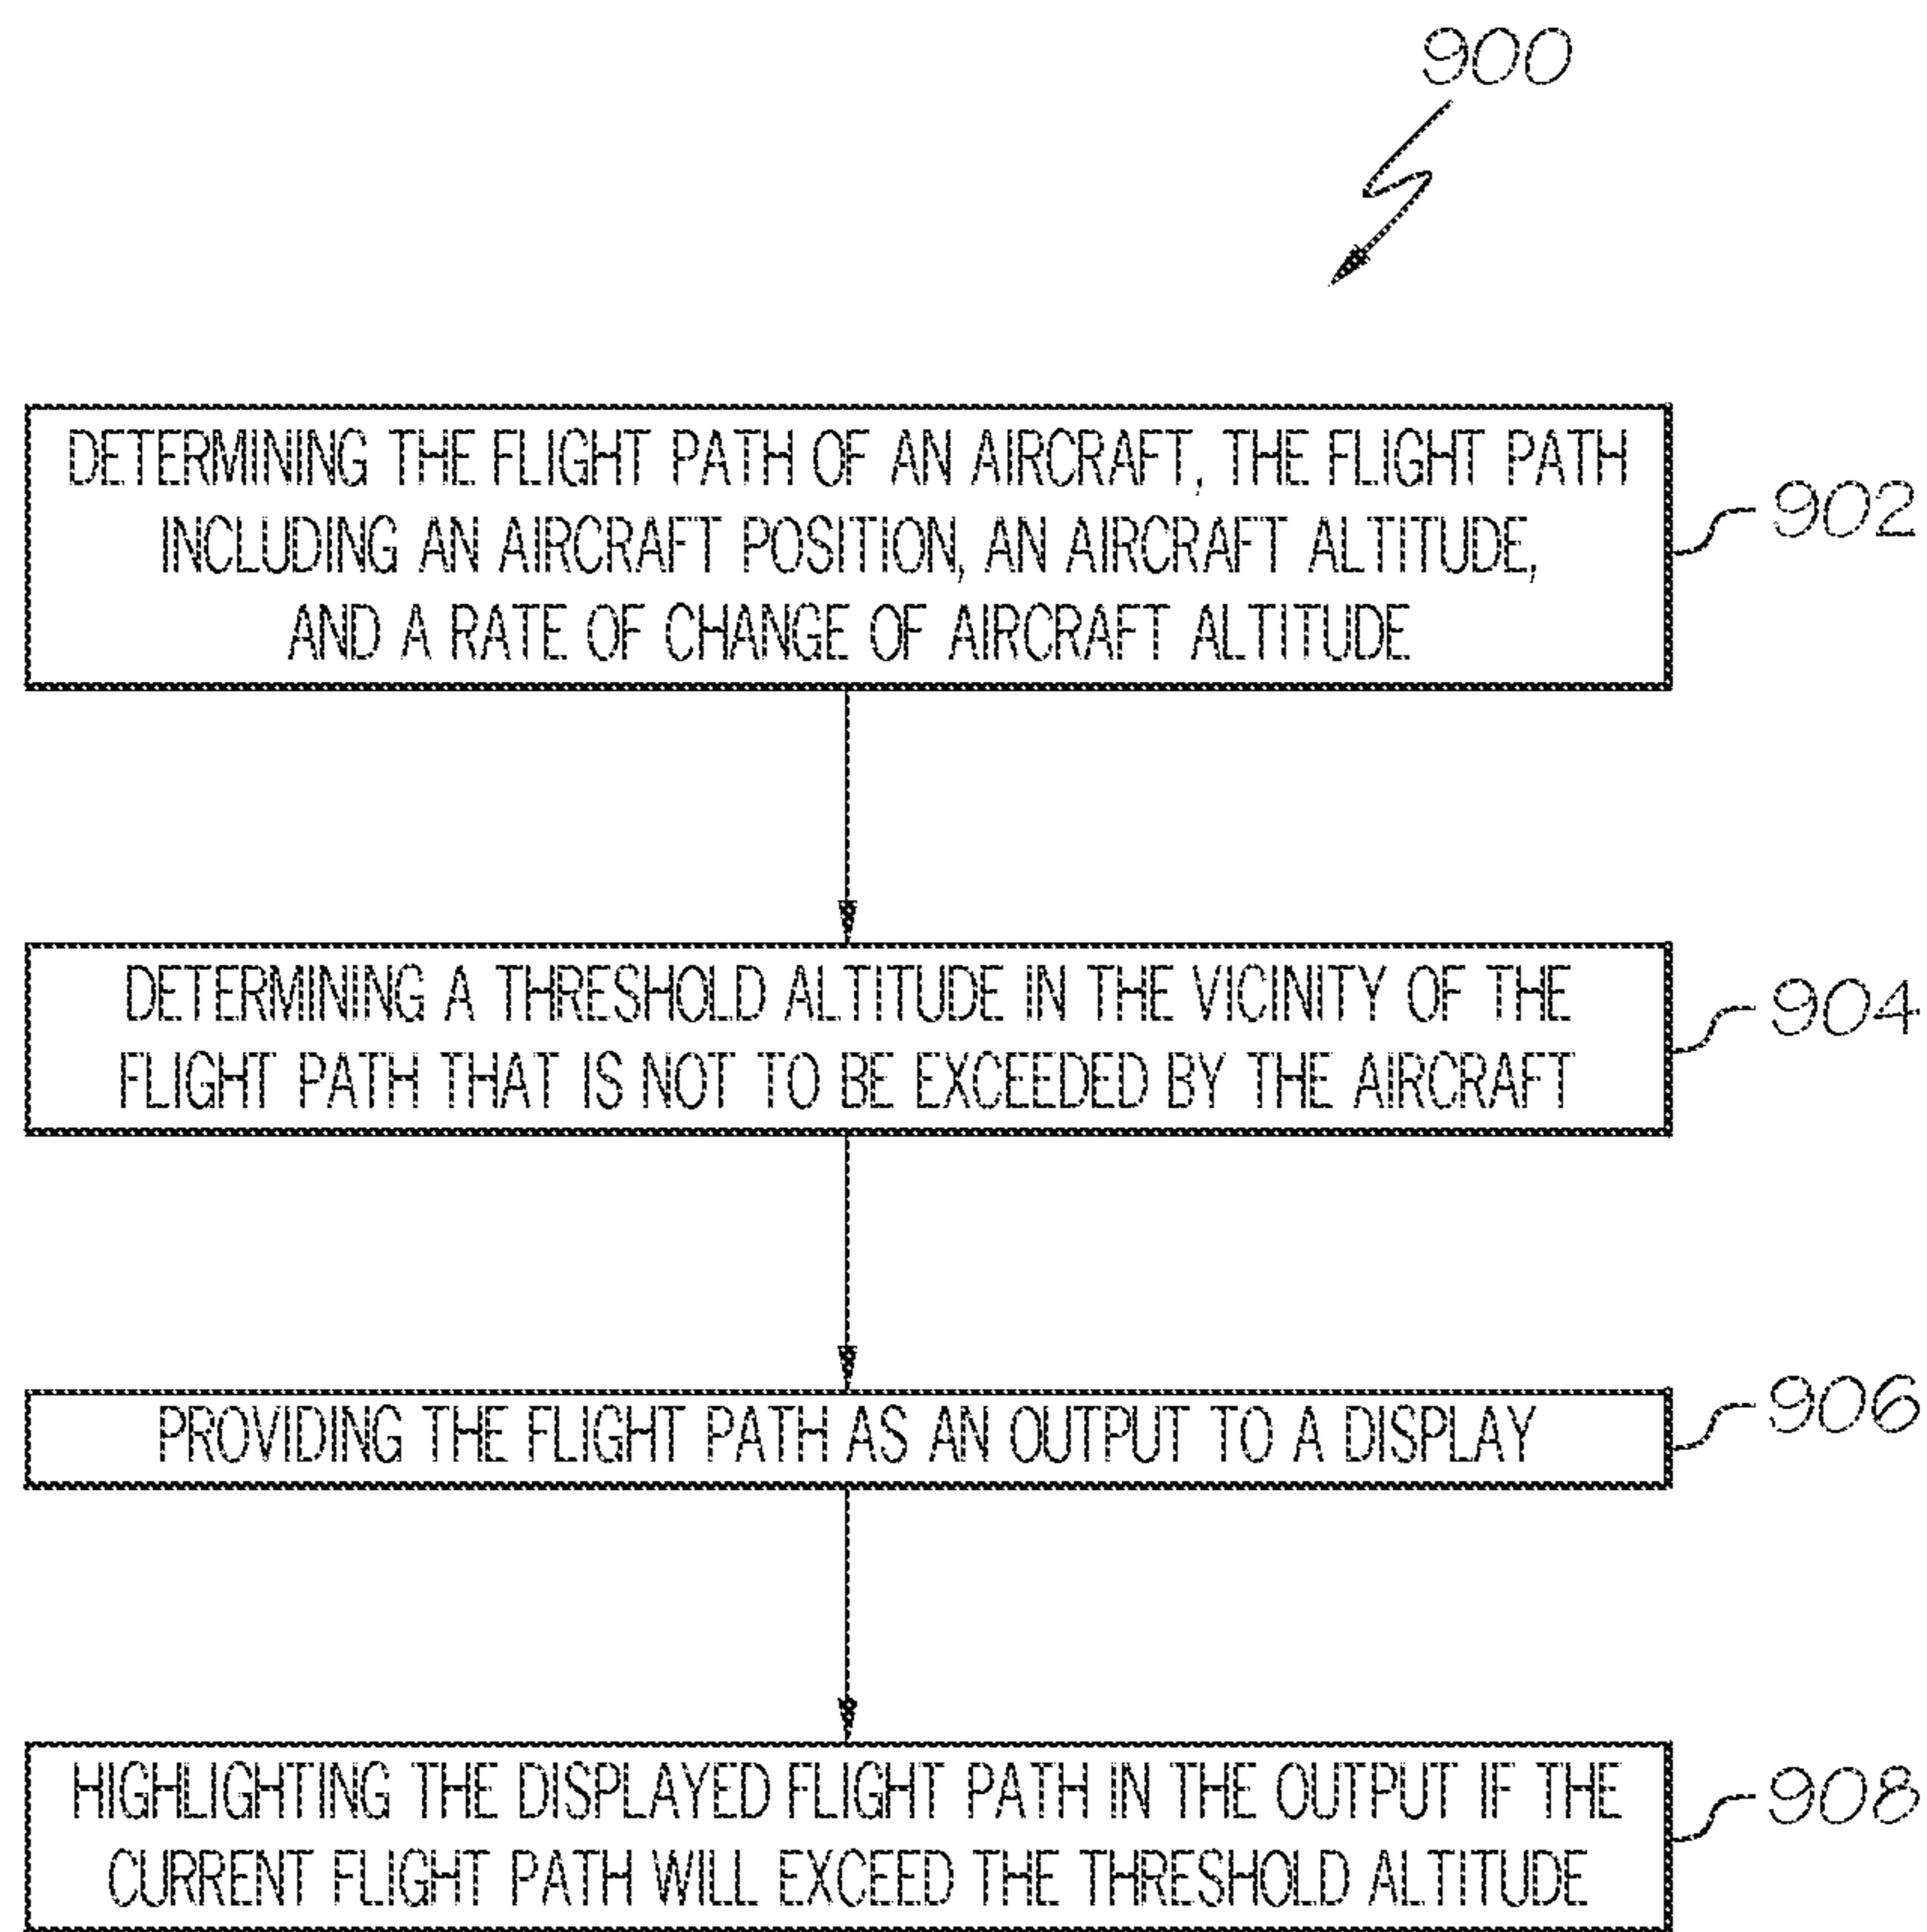 900
DETERMINING THE FLIGHT PATH OF AN AIRCRAFT, THE FLIGHT PATH
INCLUDING AN AIRCRAFT POSITION, AN AIRCRAFT ALTITUDE,
AND A RATE OF CHANGE OF AIRCRAFT ALTITUDE
902
DETERMINING A THRESHOLD ALTITUDE IN THE VICINITY OF THE
FLIGHT PATH THAT IS NOT TO BE EXCEEDED BY THE AIRCRAFT
904
PROVIDING THE FLIGHT PATH AS AN OUTPUT TO A DISPLAY
906
HIGHLIGHTING THE DISPLAYED FLIGHT PATH IN THE OUTPUT IF THE
CURRENT FLIGHT PATH WILL EXCEED THE THRESHOLD ALTITUDE
908